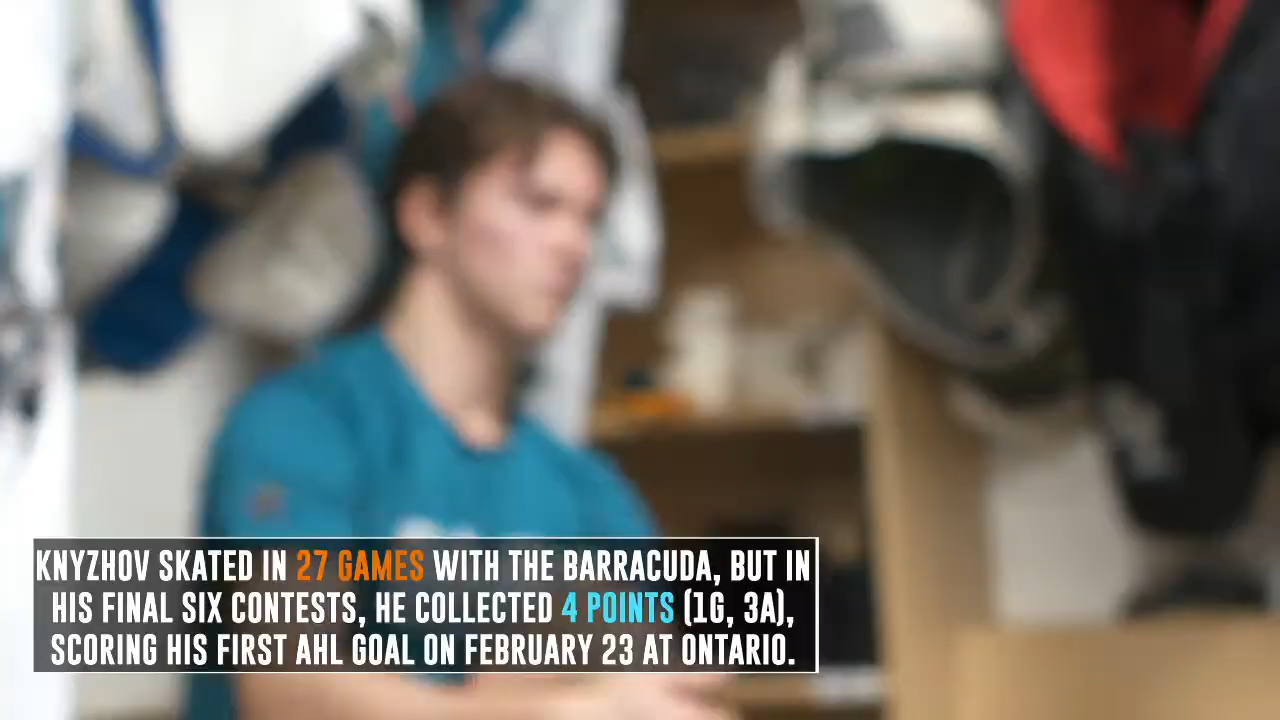 KNYZHOV SKATED IN 27 GAMES WITH THE BARRACUDA, BUT IN
HIS FINAL SIX CONTESTS, HE COLLECTED 4 POINTS (1G, 3A),
SCORING HIS FIRST AHL GOAL ON FEBRUARY 23 AT ONTARIO.